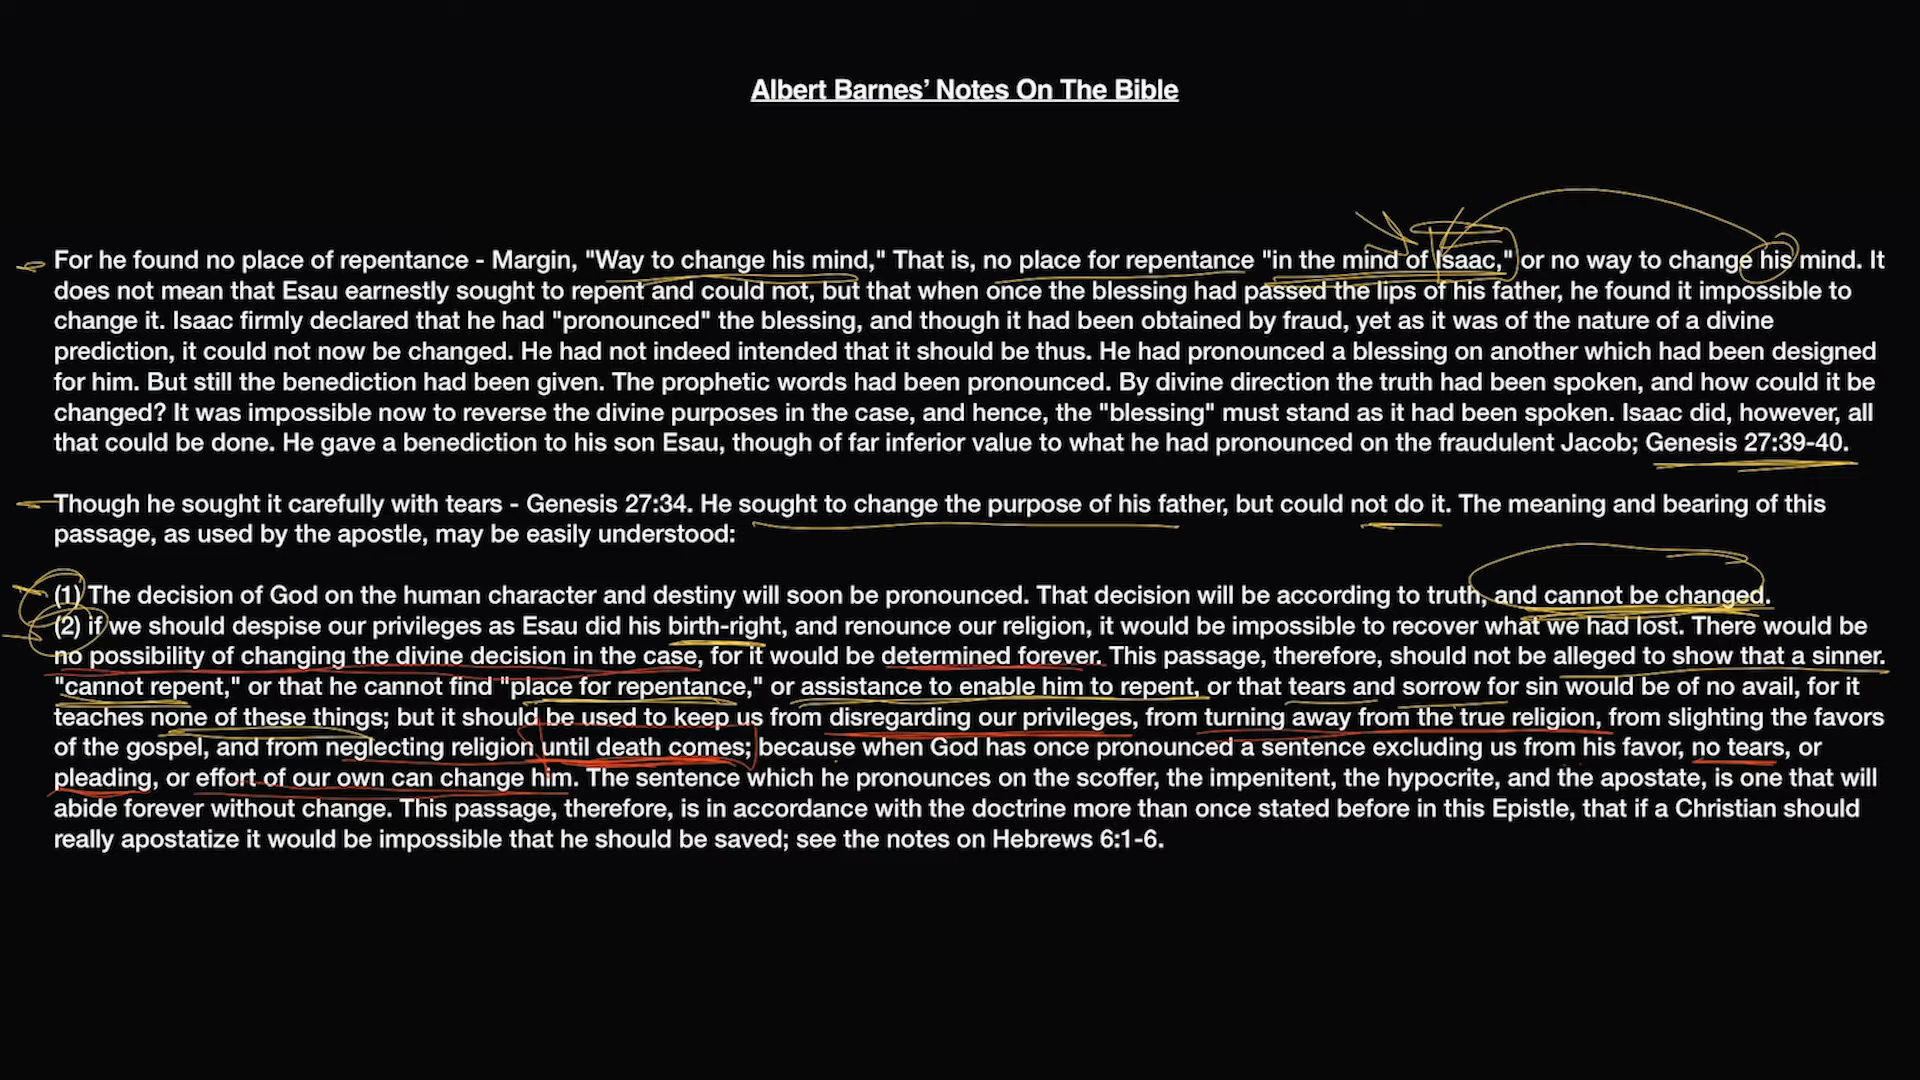 Albert Barnes’ Notes On The Bible
For he found no place of repentance - Margin, "Way to change his mind," That is, no place for repentance "in the mind of Isaac," or no way to change his mind. It
does not mean that Esau earnestly sought to repent and could not, but that when once the blessing had passed the lips of his father, he found it impossible to
change it. Isaac firmly declared that he had "pronounced" the blessing, and though it had been obtained by fraud, yet as it was of the nature of a divine
prediction, it could not now be changed. He had not indeed intended that it should be thus. He had pronounced a blessing on another which had been designed
for him. But still the benediction had been given. The prophetic words had been pronounced. By divine direction the truth had been spoken, and how could it be
changed? It was impossible now to reverse the divine purposes in the case, and hence, the "blessing" must stand as it had been spoken. Isaac did, however, all
that could be done. He gave a benediction to his son Esau, though of far inferior value to what he had pronounced on the fraudulent Jacob; Genesis 27:39-40.
Though he sought it carefully with tears - Genesis 27:34. He sought to change the purpose of his father, but could not do it. The meaning and bearing of this
passage, as used by the apostle, may be easily understood:
(1) The decision of God on the human character and destiny will soon be pronounced. That decision will be according to truth, and cannot be changed.
(2) if we should despise our privileges as Esau did his birth-right, and renounce our religion, it would be impossible to recover what we had lost. There would be
no possibility of changing the divine decision in the case, for it would be determined forever. This passage, therefore, should not be alleged to show that a sinner.
"cannot repent," or that he cannot find "place for repentance," or assistance to enable him to repent, or that tears and sorrow for sin would be of no avail, for it
teaches none of these things; but it should be used to keep us from disregarding our privileges, from turning away from the true religion, from slighting the favors
of the gospel, and from neglecting religion until death comes; because when God has once pronounced a sentence excluding us from his favor, no tears, or
pleading, or effort of our own can change him. The sentence which he pronounces on the scoffer, the impenitent, the hypocrite, and the apostate, is one that will
abide forever without change. This passage, therefore, is in accordance with the doctrine more than once stated before in this Epistle, that if a Christian should
really apostatize it would be impossible that he should be saved; see the notes on Hebrews 6:1-6.